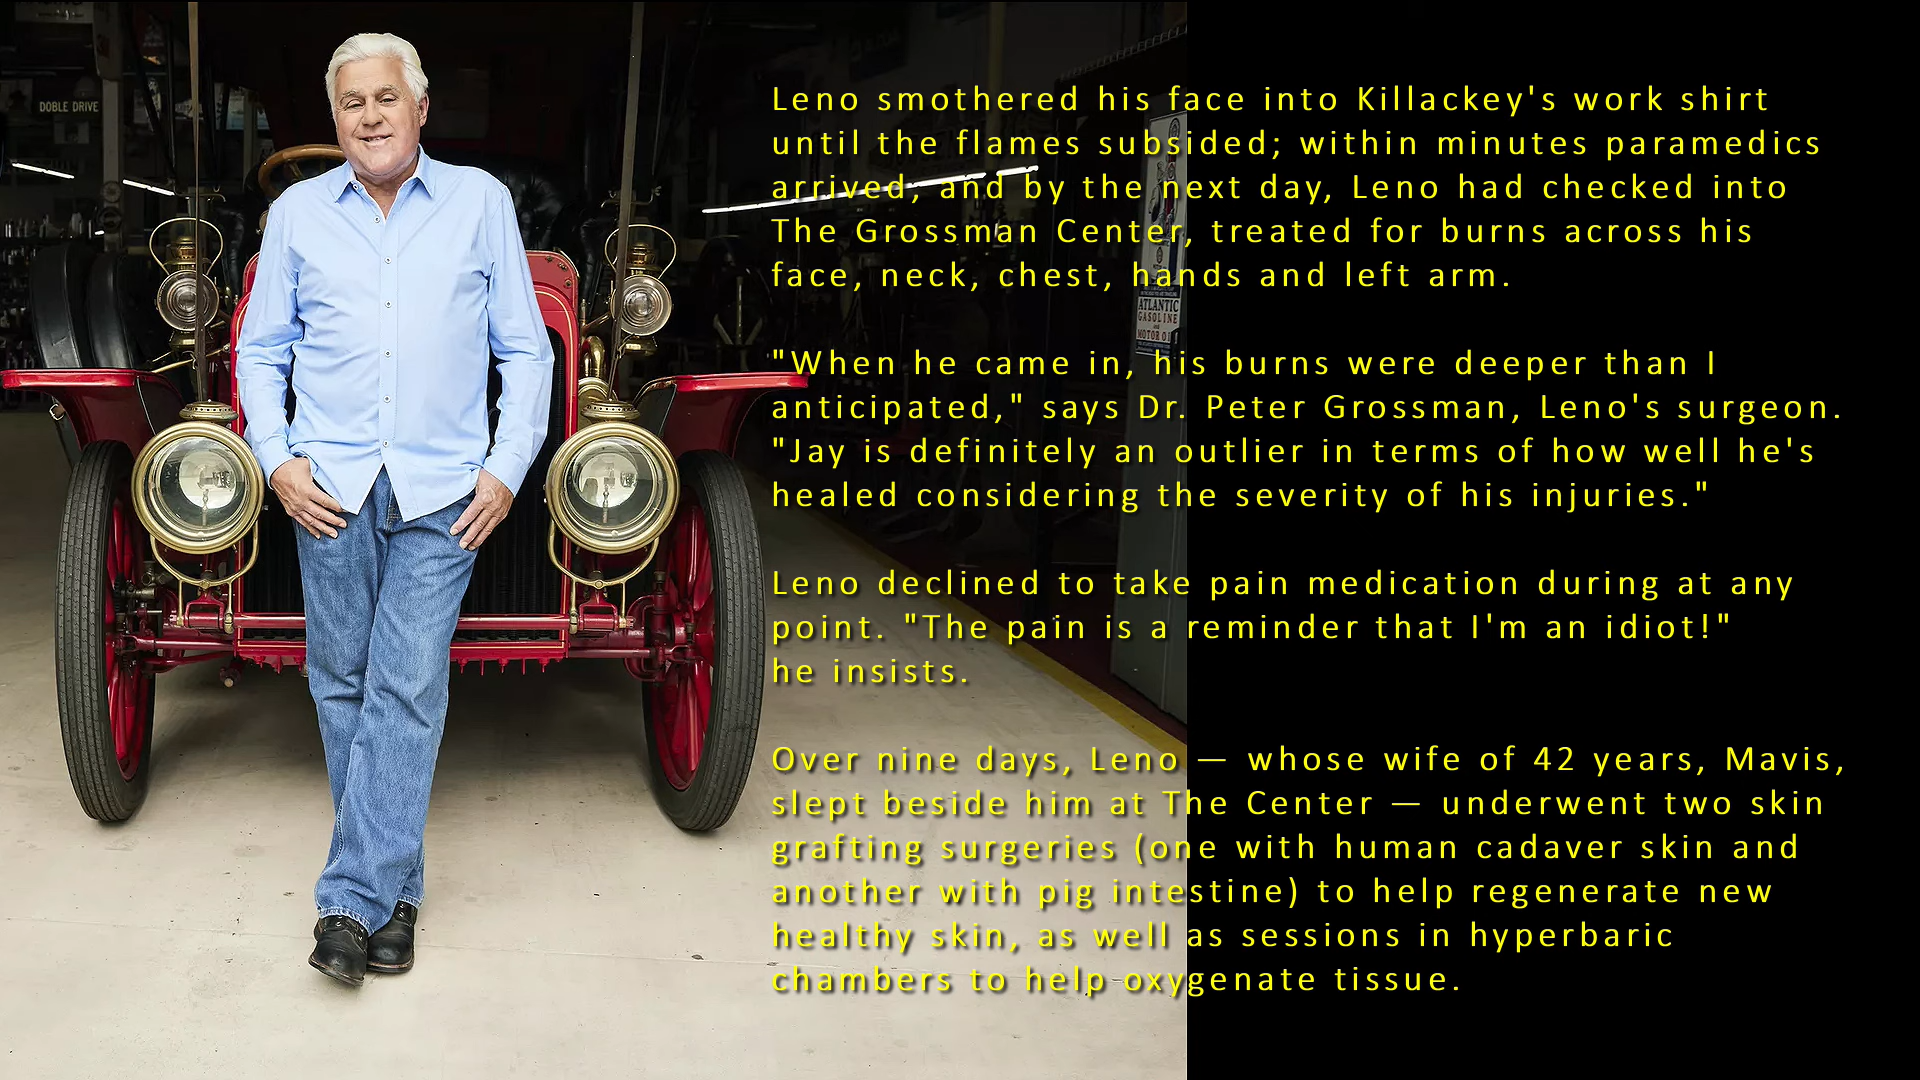 DOBLE DRIVE
Leno smothered his face into Killackey's work shirt
until the flames subsided; within minutes paramedics
arrived, and by the next day, Leno had checked into
The Grossman Center, treated for burns across his
face, neck, chest, hands and left arm.
"When he came in, his burns were deeper than I
anticipated," says Dr. Peter Grossman, Leno's surgeon.
"Jay is definitely an outlier in terms of how well he's
healed considering the severity of his injuries."
Leno declined to take pain medication during at any
point. "The pain is a reminder that I'm an idiot!"
he insists.
Over nine days, Leno — whose wife of 42 years, Mavis,
slept beside him at The Center — underwent two skin
grafting surgeries (one with human cadaver skin and
another with pig intestine) to help regenerate new
healthy skin, as well as sessions in hyperbaric
chambers to help oxygenate tissue.
ATLANTIC
GASOLINE
and
MOTOR OI